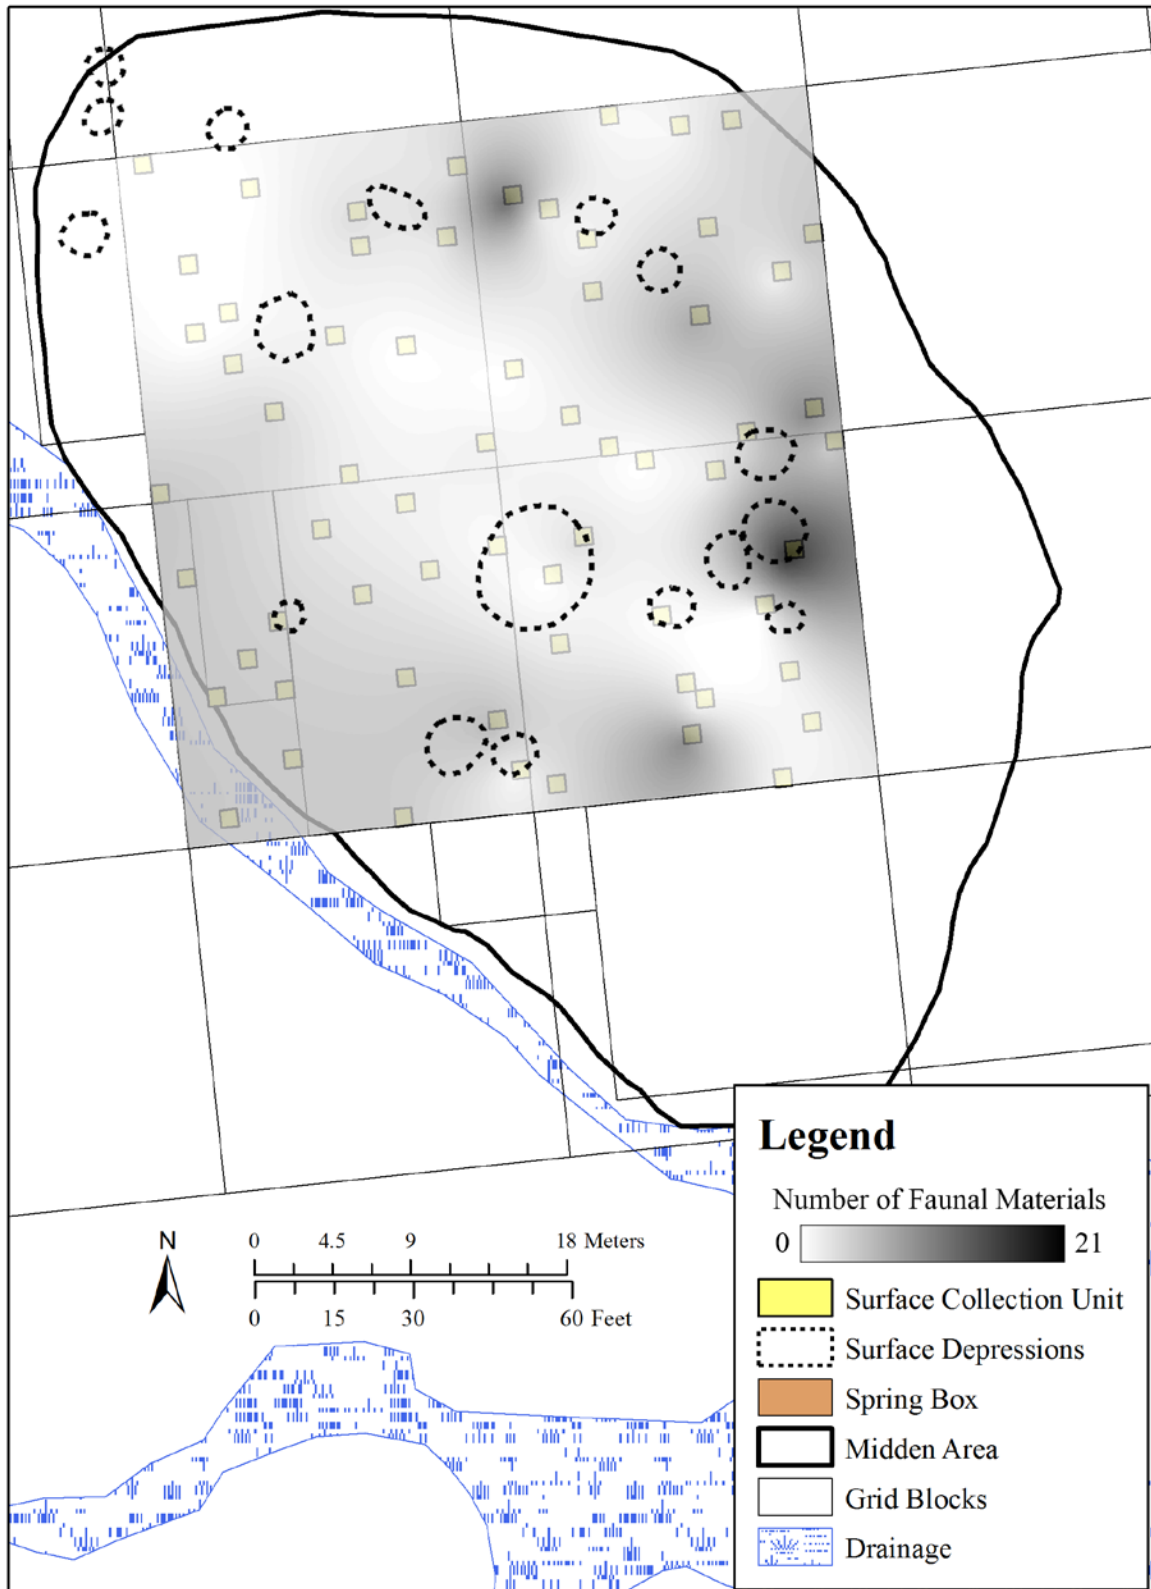 N
0 4.5 9 18 Meters
0 15 30 60 Feet
Legend
Number of Faunal Materials
0 21
Surface Collection Unit
Surface Depressions
Spring Box
Midden Area
Grid Blocks
Drainage